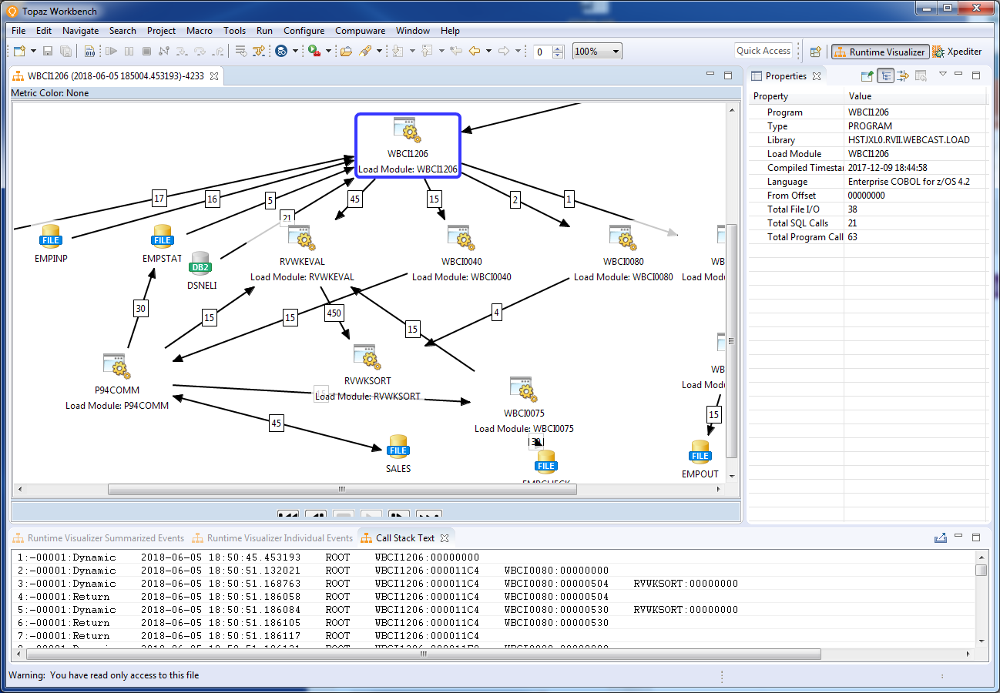 Topaz Workbench
File Edit Navigate Search Project Macro Tools Run Configure Compuware Window Help
0 100% Quick Access Runtime Visualizer Xpediter
WBCI1206 (2018-06-05 185004.453193)-4233
Metric Color: None
WBCI1206
Load Module: WBCI1206
17
16
5
21
45
15
2
1
FILE
EMPINP
FILE
EMPSTAT
DB2
DSNELI
RVWKEVAL
Load Module: RVWKEVAL
WBCI0040
Load Module: WBCI0040
WBCI0080
Load Module: WBCI0080
WB
Load Modu
30
15
15
450
15
4
P94COMM
Load Module: P94COMM
RVWKSORT
Load Module: RVWKSORT
WBCI0075
Load Module: WBCI0075
WB
Load Modu
45
15
FILE
SALES
30
FILE
EMPCHECK
FILE
EMPOUT
Properties
Property Value
Program WBCI1206
Type PROGRAM
Library HSTJXL0.RVII.WEBCAST.LOAD
Load Module WBCI1206
Compiled Timestar 2017-12-09 18:44:58
Language Enterprise COBOL for z/OS 4.2
From Offset 00000000
Total File I/O 38
Total SQL Calls 21
Total Program Call 63
Runtime Visualizer Summarized Events Runtime Visualizer Individual Events Call Stack Text
1:-00001:Dynamic 2018-06-05 18:50:45.453193 ROOT WBCI1206:00000000
2:-00001:Dynamic 2018-06-05 18:50:51.132021 ROOT WBCI1206:000011C4 WBCI0080:00000000
3:-00001:Dynamic 2018-06-05 18:50:51.168763 ROOT WBCI1206:000011C4 WBCI0080:00000504 RVWKSORT:00000000
4:-00001:Return 2018-06-05 18:50:51.186058 ROOT WBCI1206:000011C4 WBCI0080:00000504
5:-00001:Dynamic 2018-06-05 18:50:51.186084 ROOT WBCI1206:000011C4 WBCI0080:00000530 RVWKSORT:00000000
6:-00001:Return 2018-06-05 18:50:51.186105 ROOT WBCI1206:000011C4 WBCI0080:00000530
7:-00001:Return 2018-06-05 18:50:51.186117 ROOT WBCI1206:000011C4
Warning: You have read only access to this file